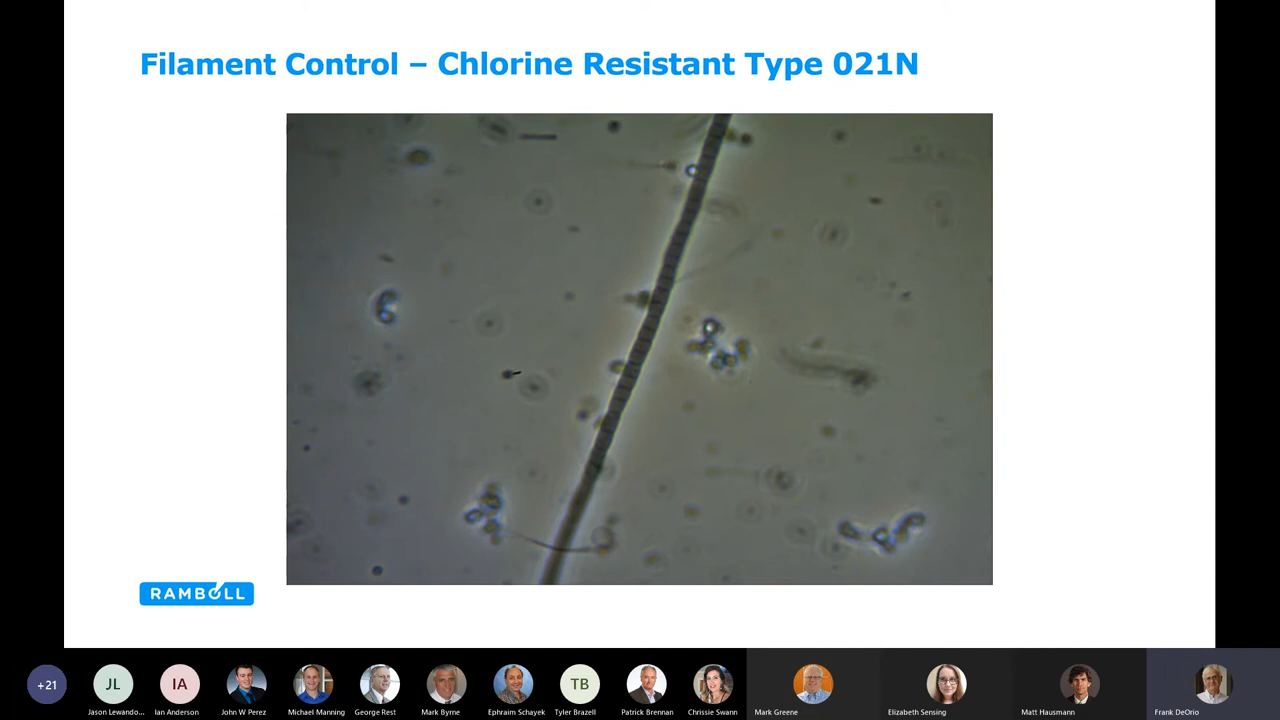 Filament Control – Chlorine Resistant Type 021N
RAMBOLL
+21
JL
IA
TB
Jason Lewando...
Ian Anderson
John W Perez
Michael Manning
George Rest
Mark Byrne
Ephraim Schayek
Tyler Brazell
Patrick Brennan
Chrissie Swann
Mark Greene
Elizabeth Sensing
Matt Hausmann
Frank DeOrio